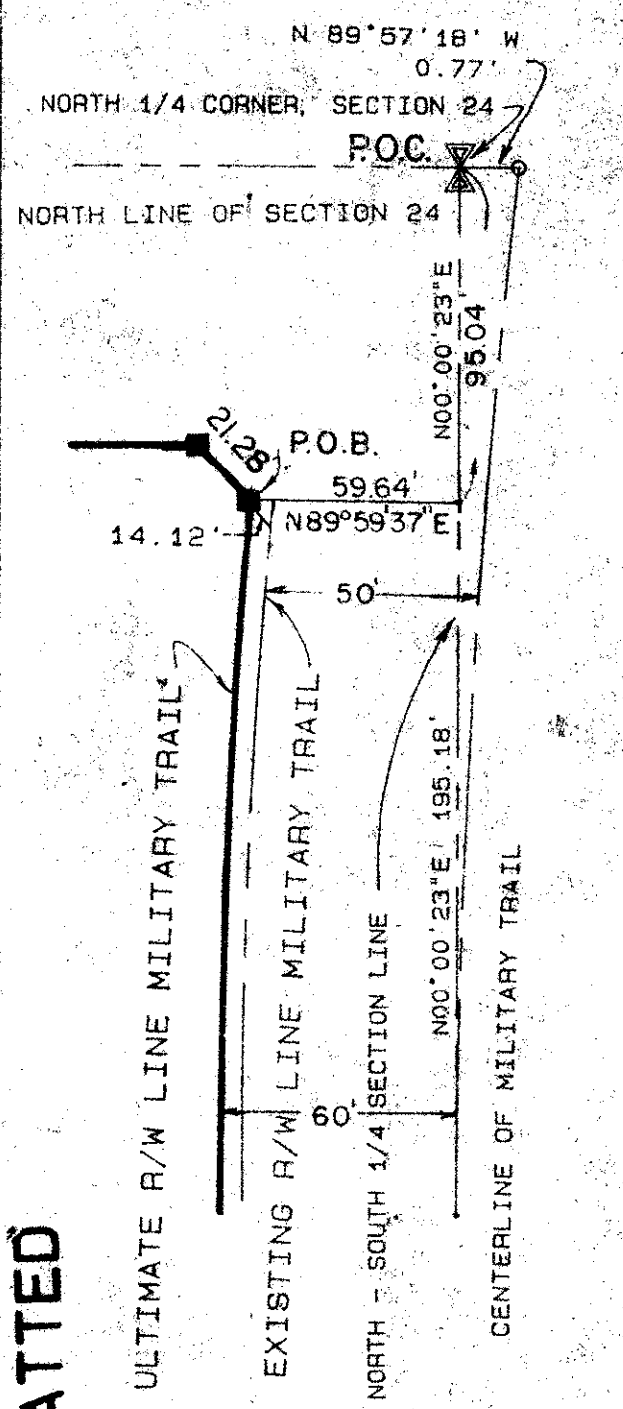 N 89°57'18' W
0.77'
NORTH 1/4 CORNER, SECTION 24
P.O.C.
NORTH LINE OF SECTION 24
N00°00'23"E
95.04'
21.28'
P.O.B.
59.64'
N89°59'37"E
14.12'
50'
ULTIMATE R/W LINE MILITARY TRAIL
EXISTING R/W LINE MILITARY TRAIL
NORTH - SOUTH 1/4 SECTION LINE
N00°00'23"E 195.18'
CENTERLINE OF MILITARY TRAIL
60'
ATTED"